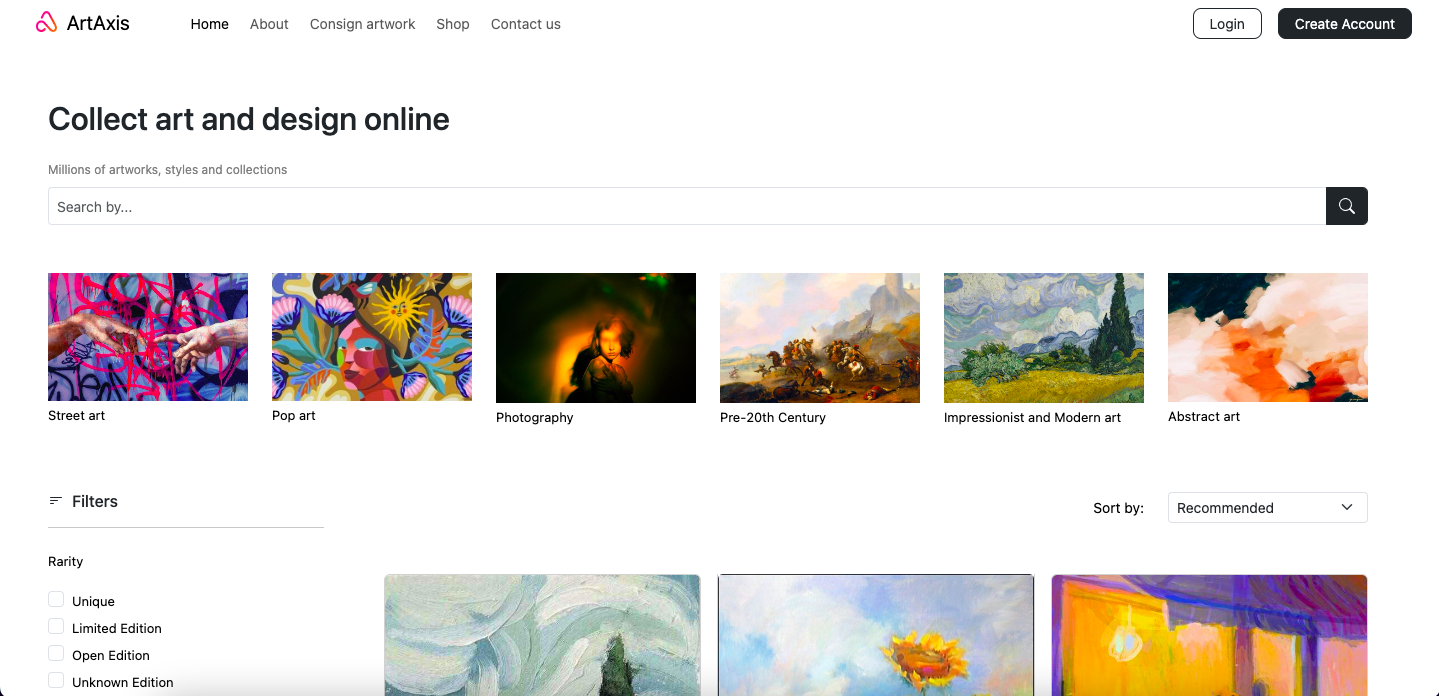 ArtAxis
Home About Consign artwork Shop Contact us
Login
Create Account
Collect art and design online
Millions of artworks, styles and collections
Search by...
Street art
Pop art
Photography
Pre-20th Century
Impressionist and Modern art
Abstract art
Filters
Sort by:
Recommended
Rarity
Unique
Limited Edition
Open Edition
Unknown Edition